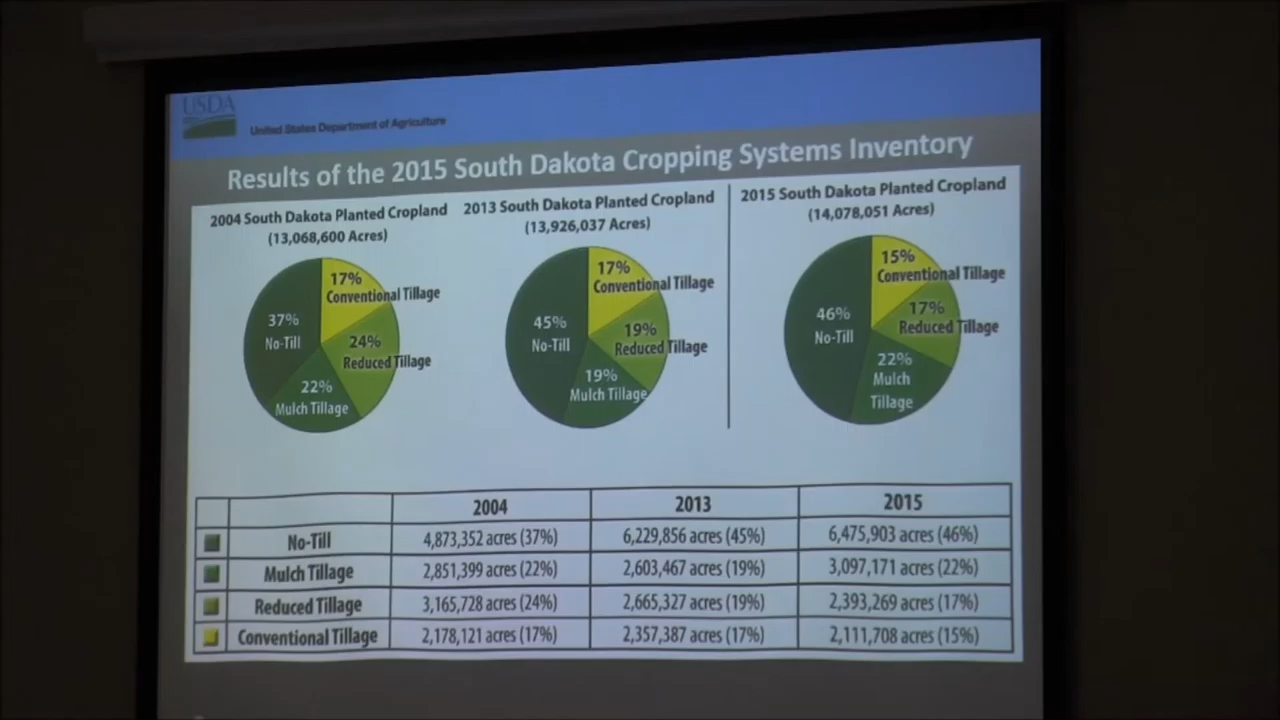 USDA
United States Department of Agriculture
Results of the 2015 South Dakota Cropping Systems Inventory
2004 South Dakota Planted Cropland
(13,068,600 Acres)
17%
Conventional Tillage
37%
No-Till
24%
Reduced Tillage
22%
Mulch Tillage
2013 South Dakota Planted Cropland
(13,926,037 Acres)
17%
Conventional Tillage
45%
No-Till
19%
Reduced Tillage
19%
Mulch Tillage
2015 South Dakota Planted Cropland
(14,078,051 Acres)
15%
Conventional Tillage
46%
No-Till
17%
Reduced Tillage
22%
Mulch
Tillage
2004 2013 2015
No-Till 4,873,352 acres (37%) 6,229,856 acres (45%) 6,475,903 acres (46%)
Mulch Tillage 2,851,399 acres (22%) 2,603,467 acres (19%) 3,097,171 acres (22%)
Reduced Tillage 3,165,728 acres (24%) 2,665,327 acres (19%) 2,393,269 acres (17%)
Conventional Tillage 2,178,121 acres (17%) 2,357,387 acres (17%) 2,111,708 acres (15%)